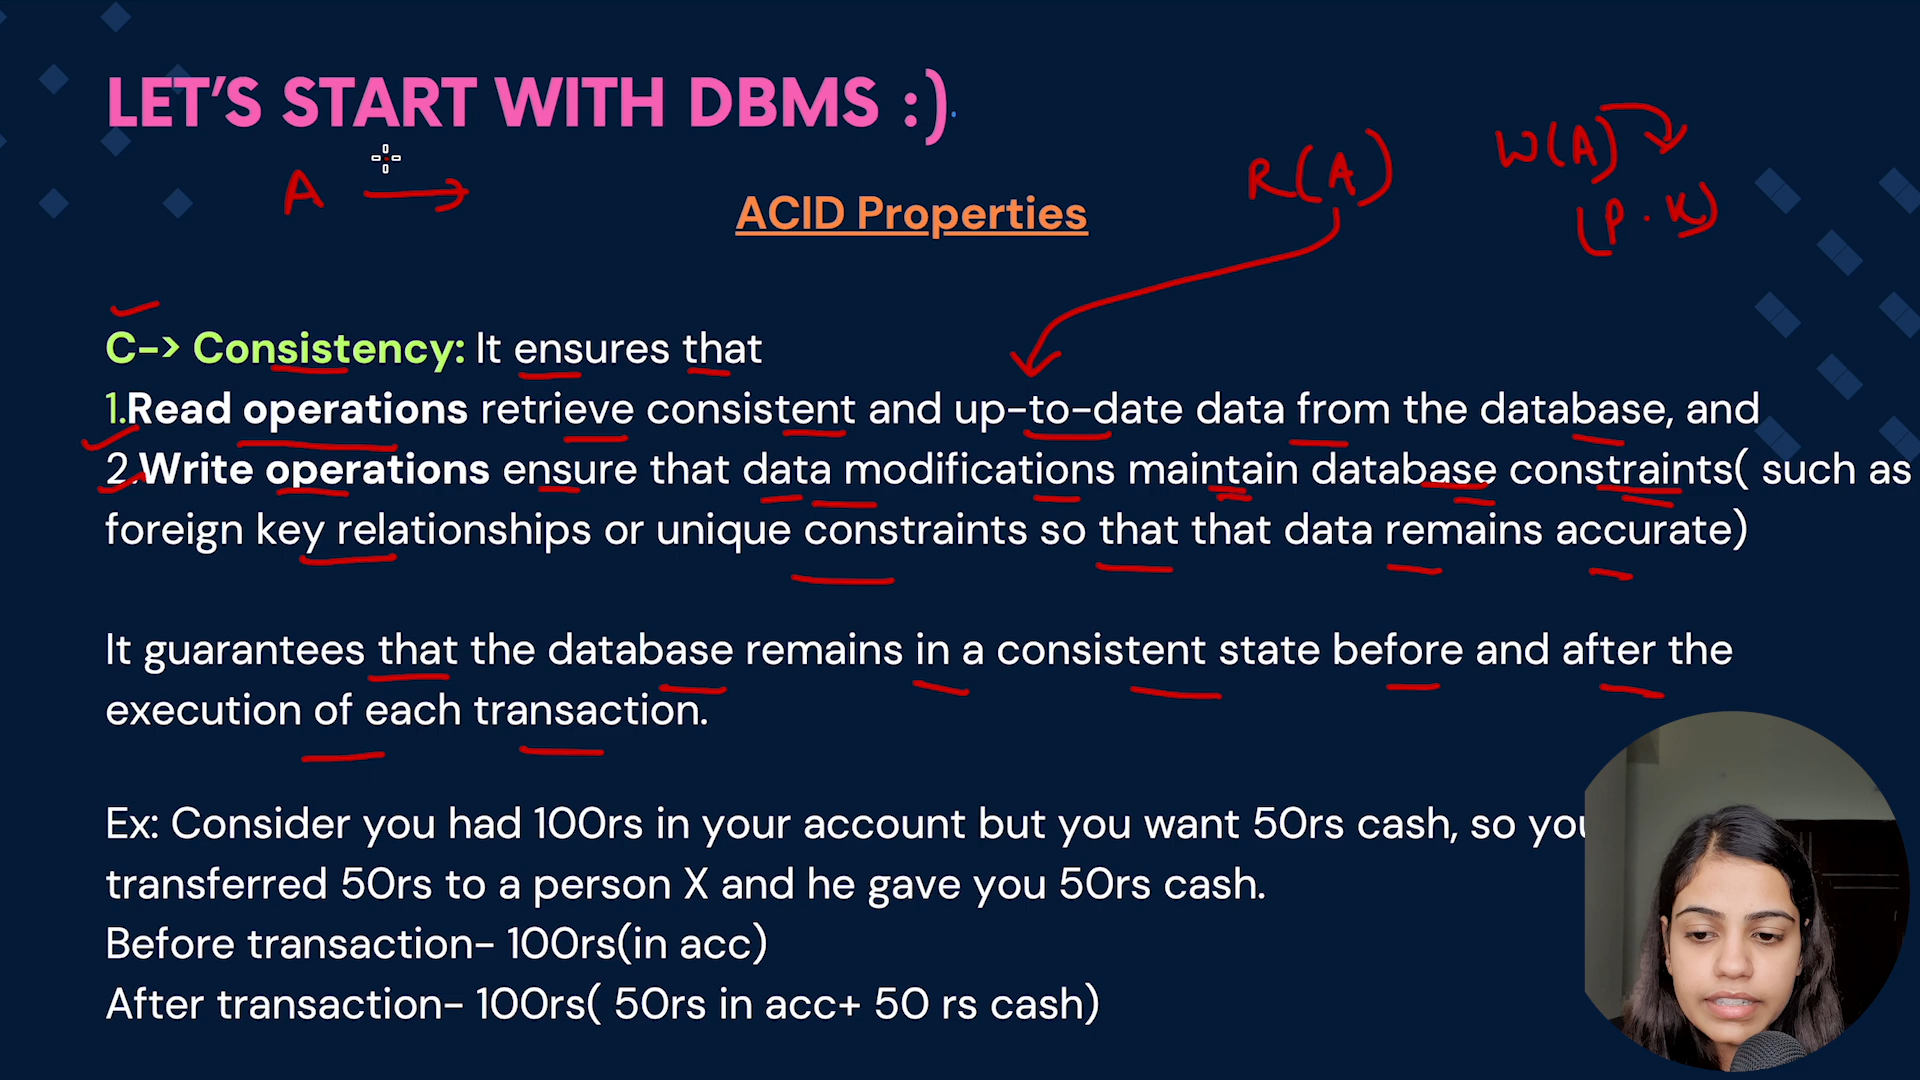 LET'S START WITH DBMS :)
A
R(A)
W(A)
(P.K)
ACID Properties
C-> Consistency: It ensures that
1.Read operations retrieve consistent and up-to-date data from the database, and
2.Write operations ensure that data modifications maintain database constraints( such as
foreign key relationships or unique constraints so that that data remains accurate)
It guarantees that the database remains in a consistent state before and after the
execution of each transaction.
Ex: Consider you had 100rs in your account but you want 50rs cash, so you
transferred 50rs to a person X and he gave you 50rs cash.
Before transaction- 100rs(in acc)
After transaction- 100rs( 50rs in acc+ 50 rs cash)